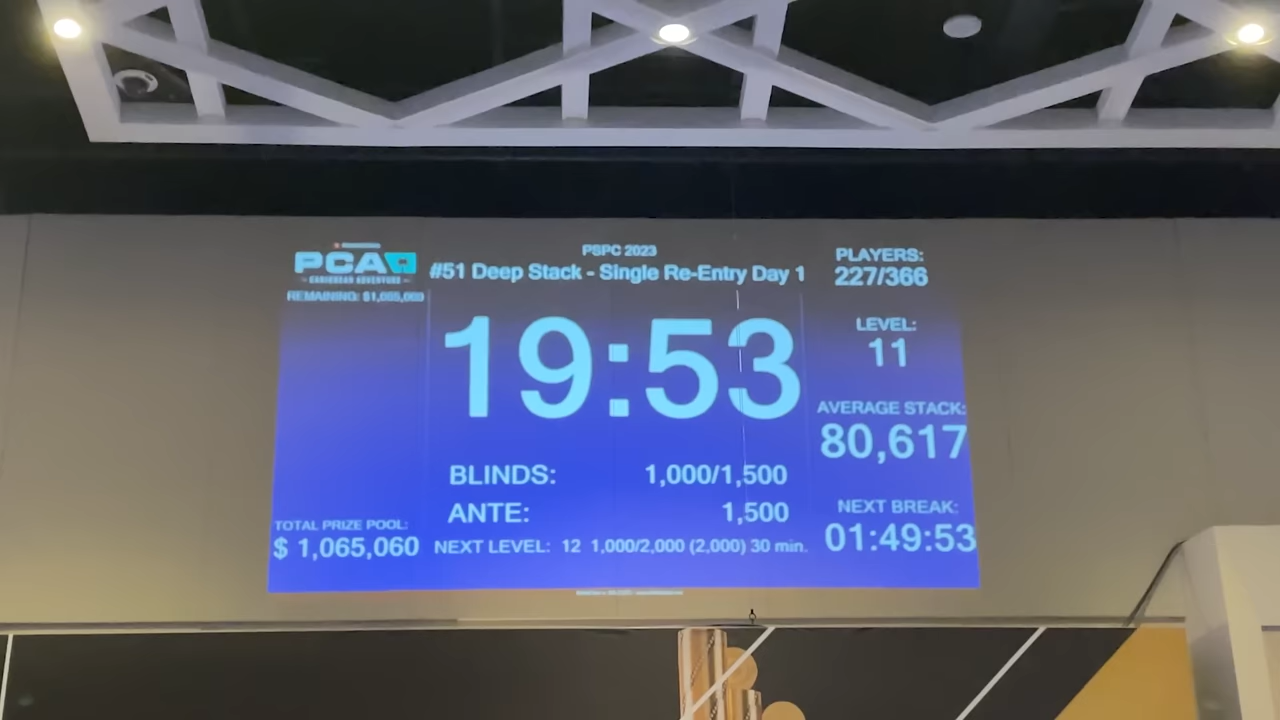 PCA
CARIBBEAN ADVENTURE
REMAINING: $1,065,060
TOTAL PRIZE POOL:
$ 1,065,060
PSPC 2023
#51 Deep Stack - Single Re-Entry Day 1
19:53
BLINDS: 1,000/1,500
ANTE: 1,500
NEXT LEVEL: 12 1,000/2,000 (2,000) 30 min.
PLAYERS:
227/366
LEVEL:
11
AVERAGE STACK:
80,617
NEXT BREAK:
01:49:53